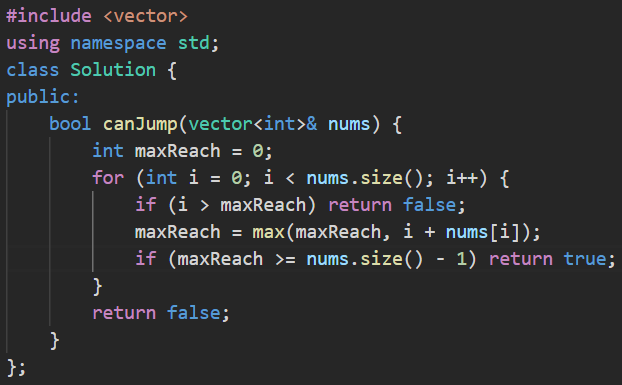 #include <vector>
using namespace std;
class Solution {
public:
    bool canJump(vector<int>& nums) {
        int maxReach = 0;
        for (int i = 0; i < nums.size(); i++) {
            if (i > maxReach) return false;
            maxReach = max(maxReach, i + nums[i]);
            if (maxReach >= nums.size() - 1) return true;
        }
        return false;
    }
};